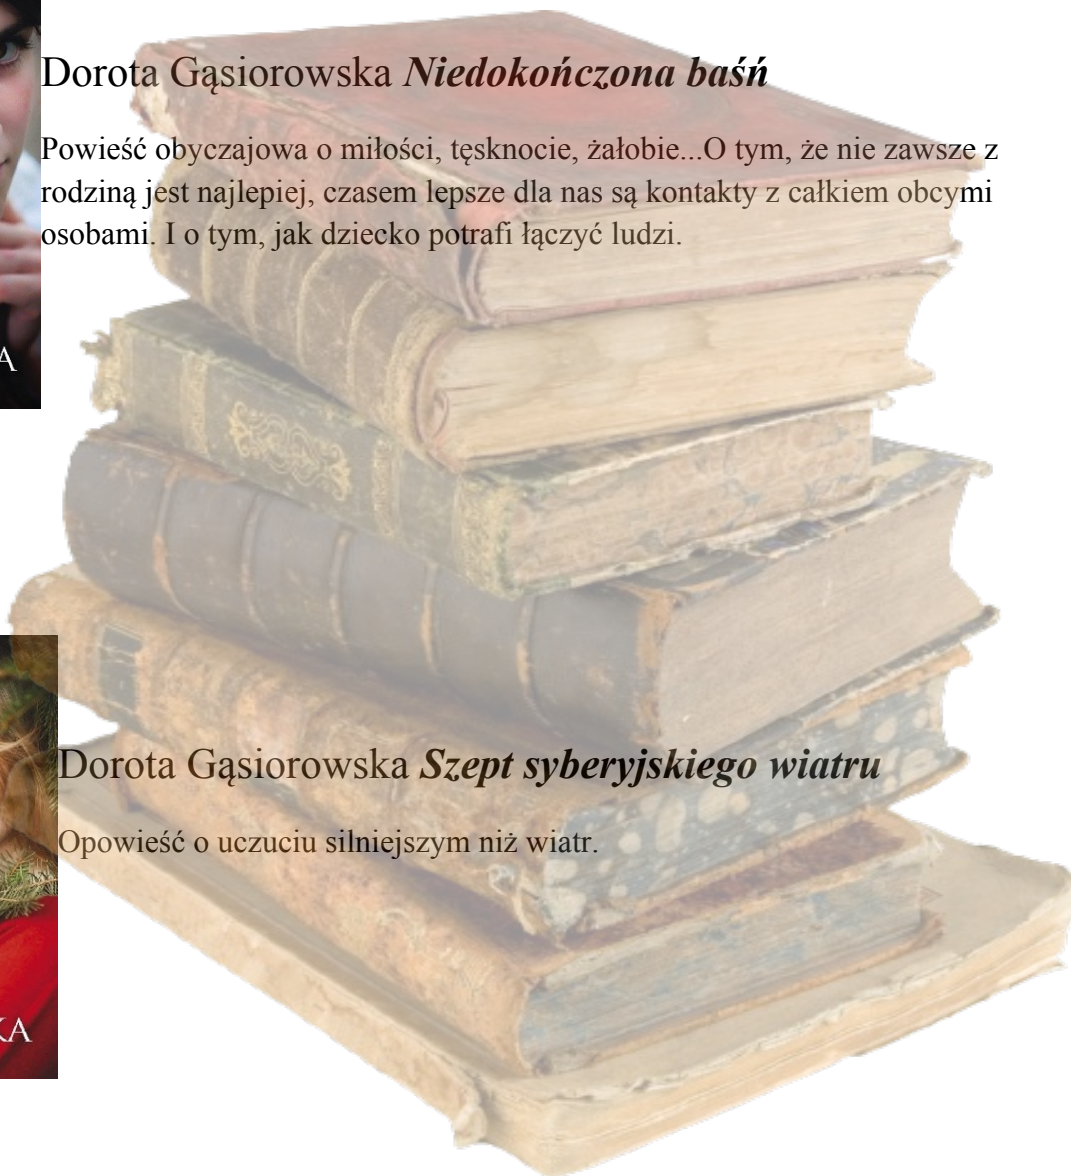 Dorota Gąsiorowska Niedokończona baśń
Powieść obyczajowa o miłości, tęsknocie, żałobie...O tym, że nie zawsze z
rodziną jest najlepiej, czasem lepsze dla nas są kontakty z całkiem obcymi
osobami. I o tym, jak dziecko potrafi łączyć ludzi.
A
Dorota Gąsiorowska Szept syberyjskiego wiatru
Opowieść o uczuciu silniejszym niż wiatr.
KA